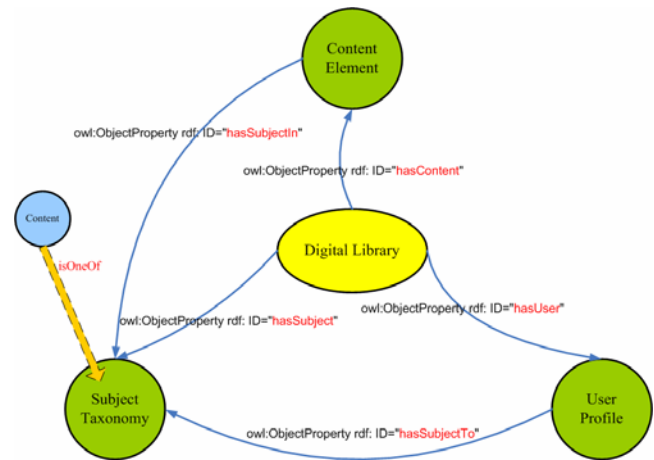 Content
Element
owl:ObjectProperty rdf: ID="hasSubjectIn"
owl:ObjectProperty rdf: ID="hasContent"
Content
isOneOf
Digital Library
owl:ObjectProperty rdf: ID="hasUser"
owl:ObjectProperty rdf: ID="hasSubject"
Subject
Taxonomy
User
Profile
owl:ObjectProperty rdf: ID="hasSubjectTo"